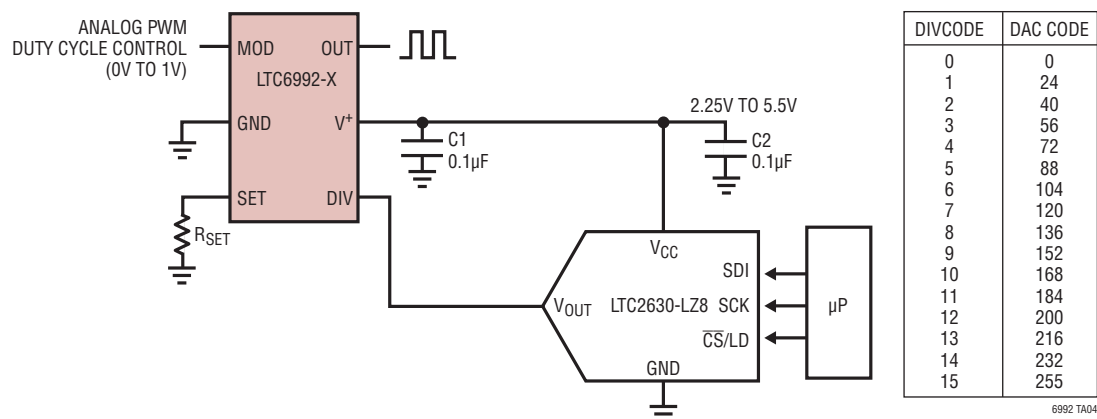 ANALOG PWM
DUTY CYCLE CONTROL
(0V TO 1V)
MOD
OUT
LTC6992-X
GND
V+
SET
DIV
RSET
C1
0.1µF
2.25V TO 5.5V
C2
0.1µF
VCC
SDI
VOUT
LTC2630-LZ8
SCK
CS/LD
GND
µP
DIVCODE DAC CODE
0 0
1 24
2 40
3 56
4 72
5 88
6 104
7 120
8 136
9 152
10 168
11 184
12 200
13 216
14 232
15 255
6992 TA04